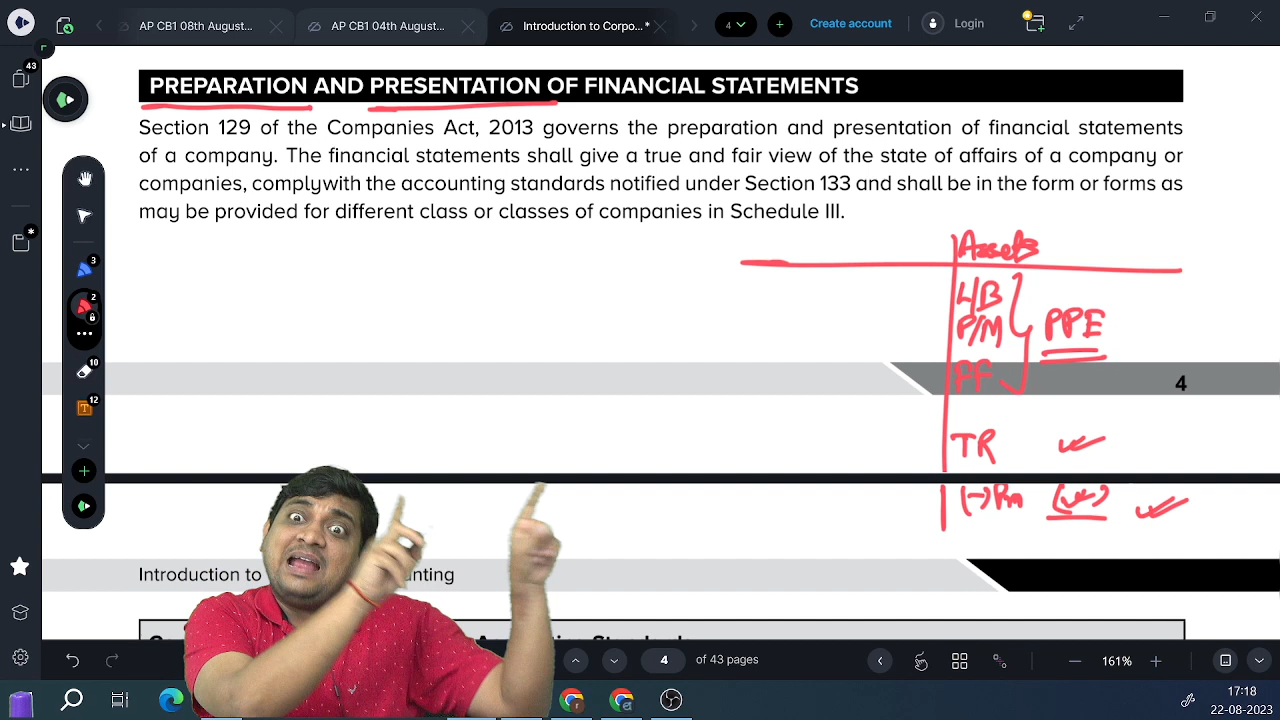 AP CB1 08th August...
AP CB1 04th August...
Introduction to Corpo... *
4
Create account
Login
43
PREPARATION AND PRESENTATION OF FINANCIAL STATEMENTS
Section 129 of the Companies Act, 2013 governs the preparation and presentation of financial statements
of a company. The financial statements shall give a true and fair view of the state of affairs of a company or
companies, complywith the accounting standards notified under Section 133 and shall be in the form or forms as
may be provided for different class or classes of companies in Schedule III.
Assets
L/B
P/M
PPE
FF
3
2
10
12
4
TR
(-)
Introduction to
unting
4 of 43 pages
161%
17:18
22-08-2023